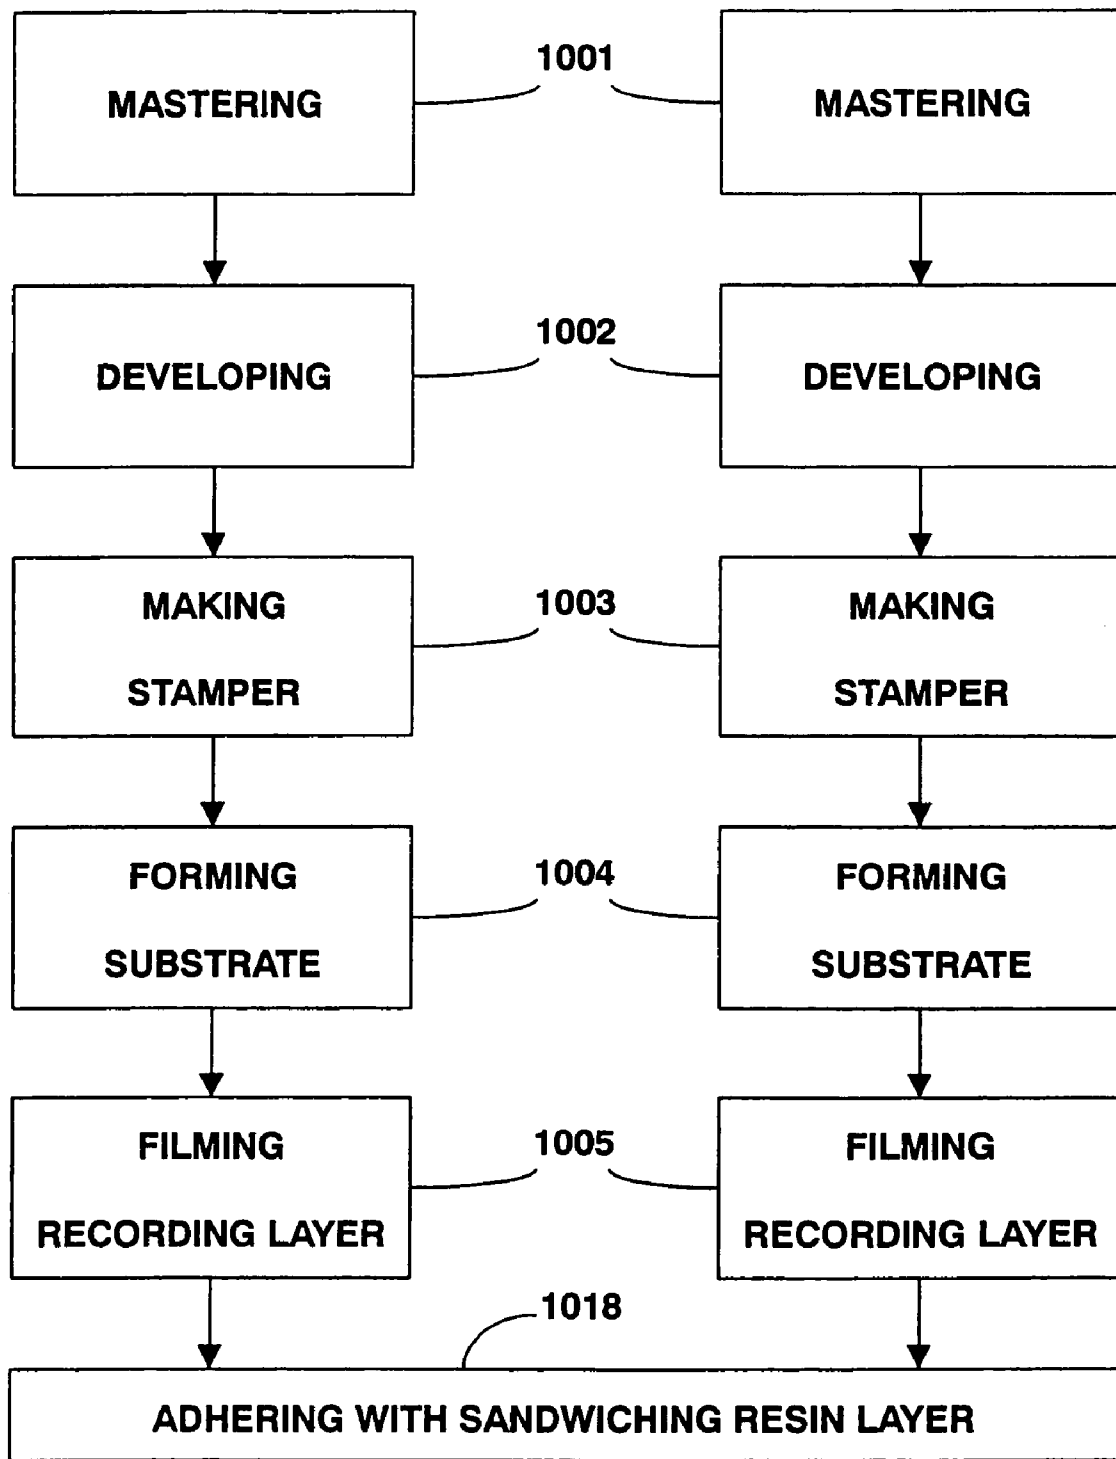 MASTERING
1001
MASTERING
DEVELOPING
1002
DEVELOPING
MAKING
STAMPER
1003
MAKING
STAMPER
FORMING
SUBSTRATE
1004
FORMING
SUBSTRATE
FILMING
RECORDING LAYER
1005
FILMING
RECORDING LAYER
1018
ADHERING WITH SANDWICHING RESIN LAYER